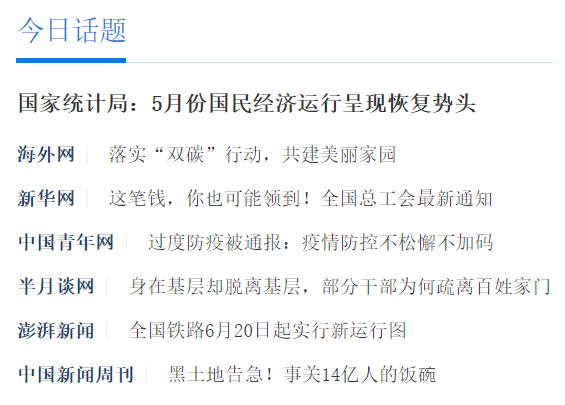 今日话题
国家统计局：5月份国民经济运行呈现恢复势头
海外网 落实“双碳”行动，共建美丽家园
新华网 这笔钱，你也可能领到！全国总工会最新通知
中国青年网 过度防疫被通报：疫情防控不松懈不加码
半月谈网 身在基层却脱离基层，部分干部为何疏离百姓家门
澎湃新闻 全国铁路6月20日起实行新运行图
中国新闻周刊 黑土地告急！事关14亿人的饭碗